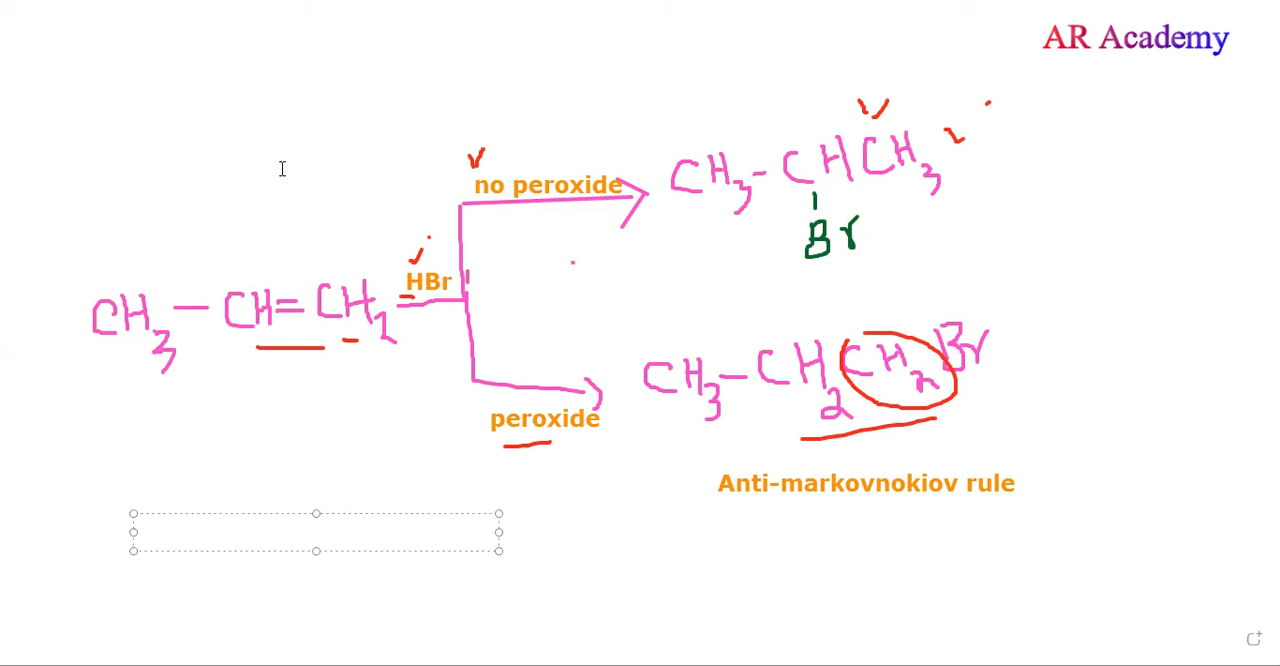 AR Academy
no peroxide
CH3-CHCH3
Br
HBr
CH3-CH=CH2
CH3-CH2CH2Br
peroxide
Anti-markovnokiov rule